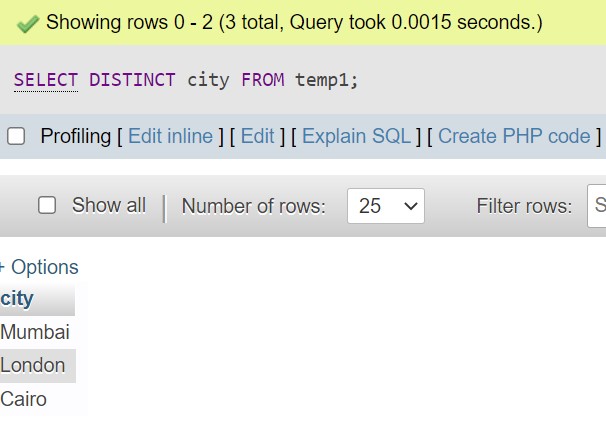 Showing rows 0 - 2 (3 total, Query took 0.0015 seconds.)
SELECT DISTINCT city FROM temp1;
Profiling [ Edit inline ] [ Edit ] [ Explain SQL ] [ Create PHP code ]
Show all | Number of rows: 25 Filter rows: S
+ Options
city
Mumbai
London
Cairo